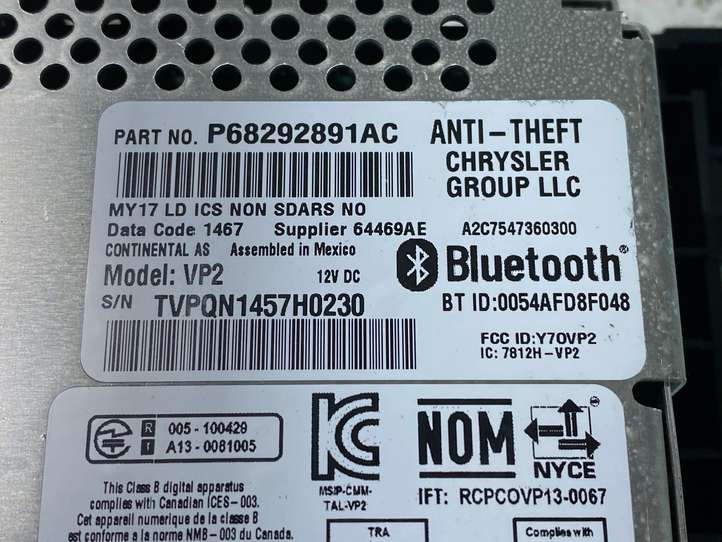 PART NO. P68292891AC
ANTI-THEFT
CHRYSLER
GROUP LLC
MY17 LD ICS NON SDARS NO
Data Code 1467 Supplier 64469AE
A2C7547360300
CONTINENTAL AS Assembled in Mexico
Model: VP2 12V DC
Bluetooth®
S/N TVPQN1457H0230
BT ID:0054AFD8F048
FCC ID:Y7OVP2
IC: 7812H-VP2
R 005-100429
A13-0081005
This Class B digital apparatus
complies with Canadian ICES-003.
Cet appareil numerique de la classe B
est conforme a la norme NMB-003 du Canada.
MSIP-CMM-
TAL-VP2
NOM
NYCE
IFT: RCPCOVP13-0067
TRA
Complies with